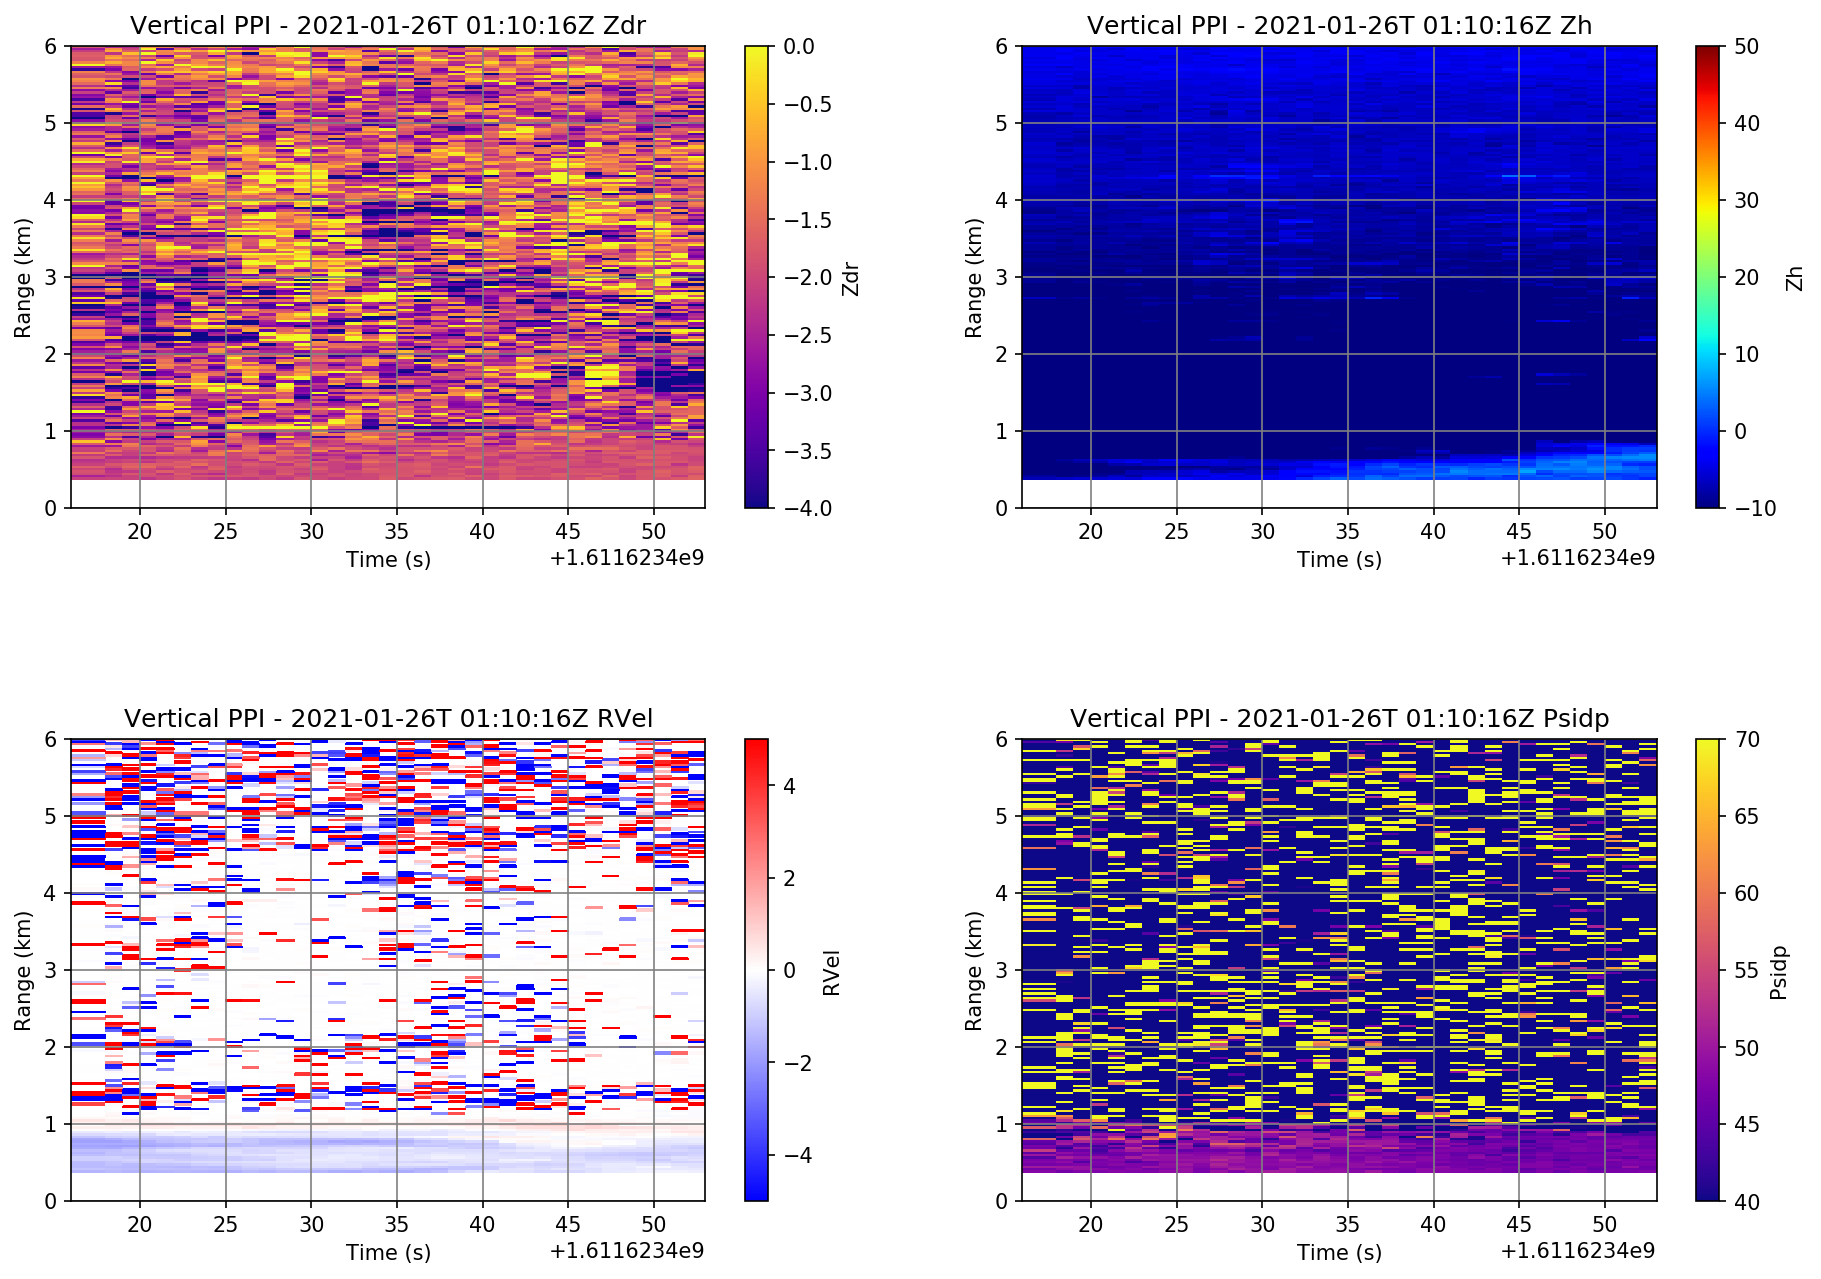 Vertical PPI - 2021-01-26T 01:10:16Z Zdr
6
5
4
3
2
1
0
Range (km)
20 25 30 35 40 45 50
Time (s)
+1.6116234e9
0.0
−0.5
−1.0
−1.5
−2.0
−2.5
−3.0
−3.5
−4.0
Zdr
Vertical PPI - 2021-01-26T 01:10:16Z Zh
6
5
4
3
2
1
0
Range (km)
20 25 30 35 40 45 50
Time (s)
+1.6116234e9
50
40
30
20
10
0
−10
Zh
Vertical PPI - 2021-01-26T 01:10:16Z RVel
6
5
4
3
2
1
0
Range (km)
20 25 30 35 40 45 50
Time (s)
+1.6116234e9
4
2
0
−2
−4
RVel
Vertical PPI - 2021-01-26T 01:10:16Z Psidp
6
5
4
3
2
1
0
Range (km)
20 25 30 35 40 45 50
Time (s)
+1.6116234e9
70
65
60
55
50
45
40
Psidp